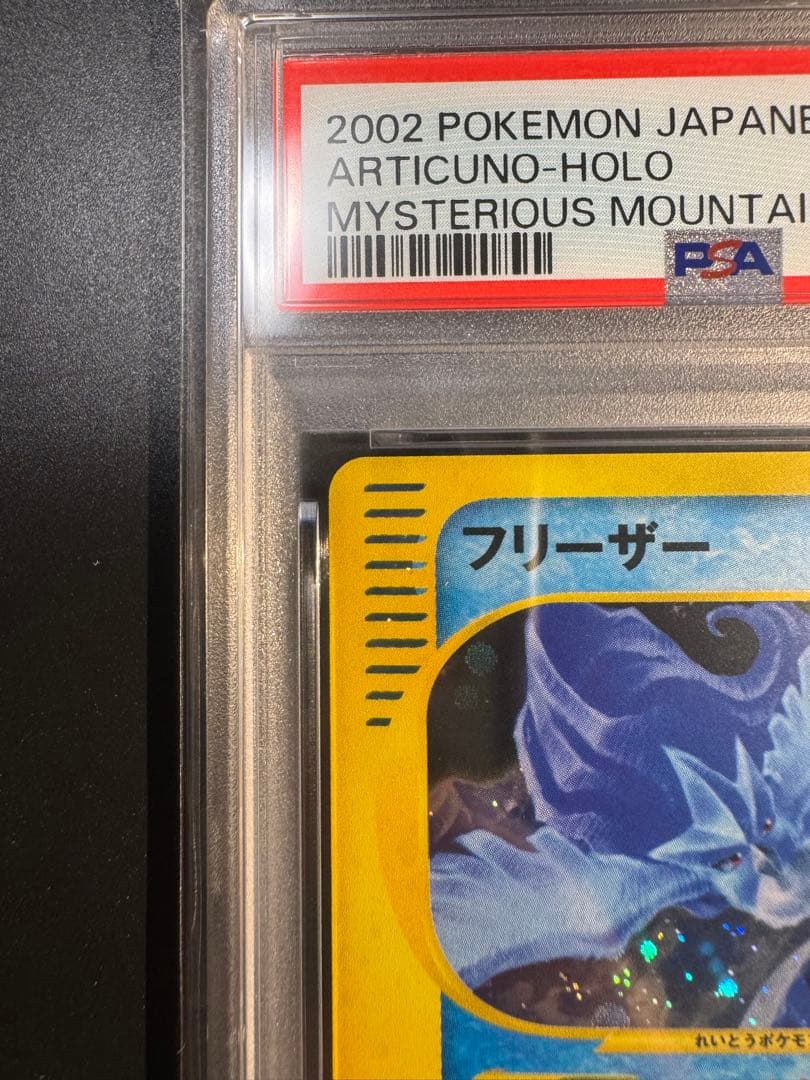 2002 POKEMON JAPANE
ARTICUNO-HOLO
MYSTERIOUS MOUNTAI
PSA
フリーザー
れいとうポケモン